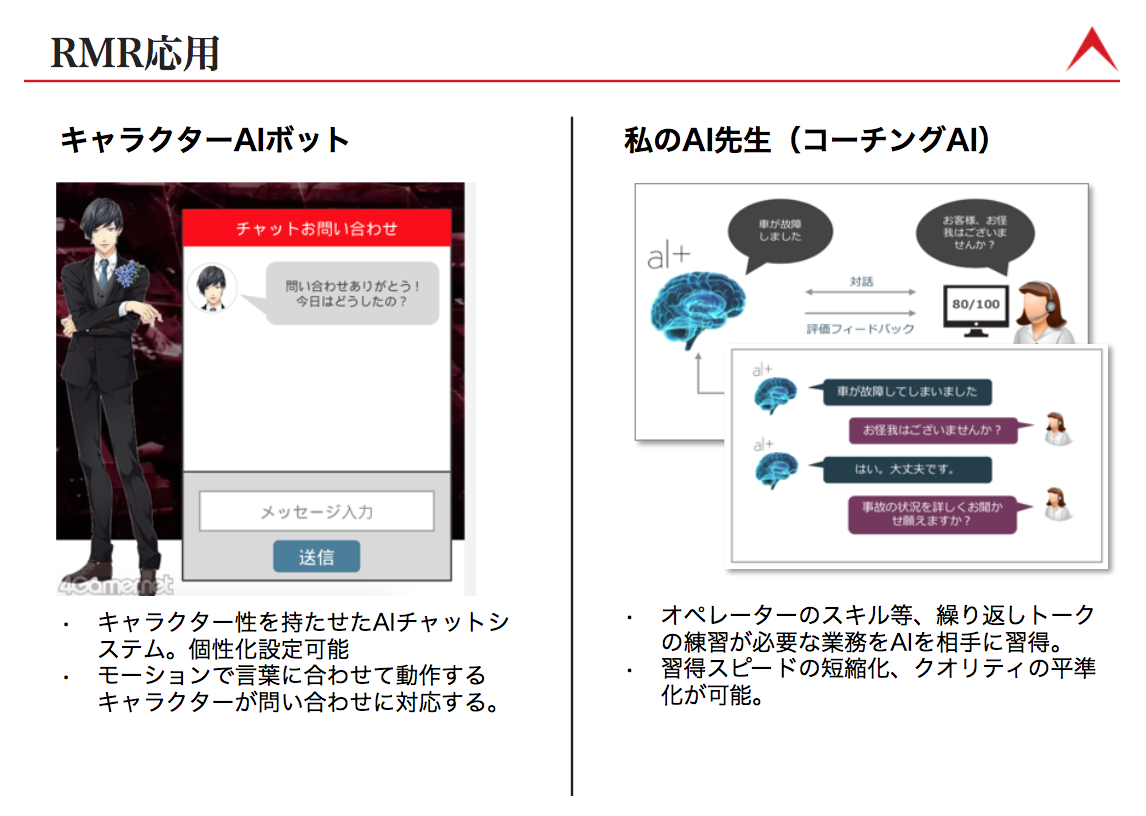 RMR応用
キャラクターAIボット
チャットお問い合わせ
問い合わせありがとう！
今日はどうしたの？
メッセージ入力
送信
4Gamer.net
・ キャラクター性を持たせたAIチャットシ
ステム。個性化設定可能
・ モーションで言葉に合わせて動作する
キャラクターが問い合わせに対応する。
私のAI先生（コーチングAI）
車が故障
しました
お客様、お怪
我はございま
せんか？
aI+
対話
評価フィードバック
80/100
aI+
車が故障してしまいました
お怪我はございませんか？
aI+
はい。大丈夫です。
事故の状況を詳しくお聞か
せ願えますか？
・ オペレーターのスキル等、繰り返しトーク
の練習が必要な業務をAIを相手に習得。
・ 習得スピードの短縮化、クオリティの平準
化が可能。